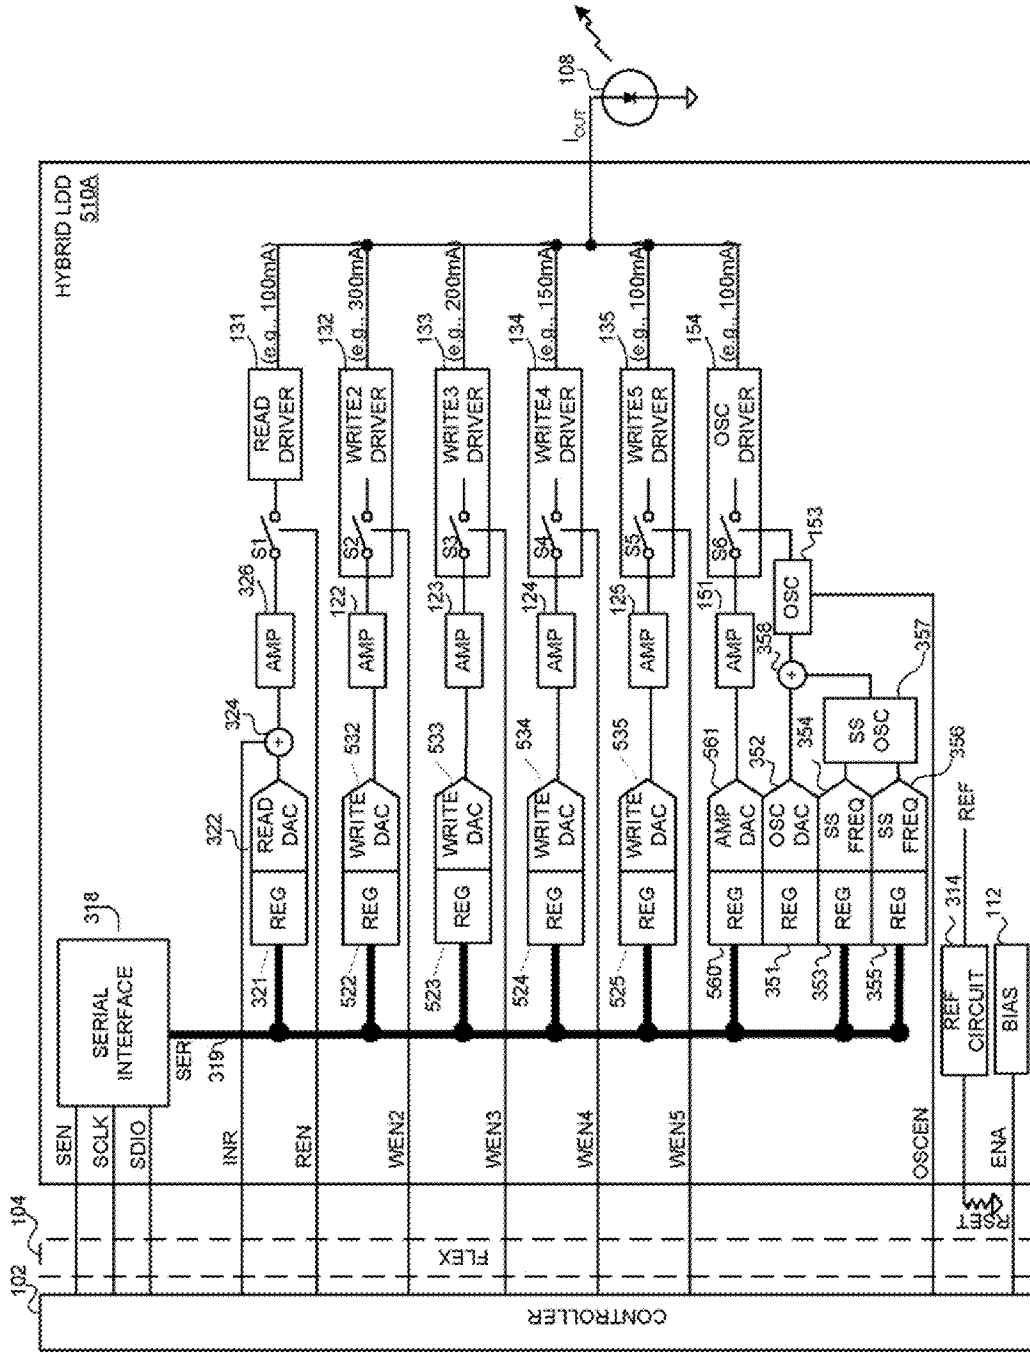 HYBRID LDD
510A
102
104
CONTROLLER
FLEX
SEN
SCLK
SDIO
SERIAL
INTERFACE
318
SER
319
INR
REN
321
REG
READ
DAC
322
324
+
AMP
326
S1
READ
DRIVER
131
(e.g., 100mA)
WEN2
522
REG
WRITE
DAC
532
AMP
122
S2
WRITE2
DRIVER
132
(e.g., 300mA)
WEN3
523
REG
WRITE
DAC
533
AMP
123
S3
WRITE3
DRIVER
133
(e.g., 200mA)
WEN4
524
REG
WRITE
DAC
534
AMP
124
S4
WRITE4
DRIVER
134
(e.g., 150mA)
WEN5
525
REG
WRITE
DAC
535
AMP
125
S5
WRITE5
DRIVER
135
(e.g., 100mA)
560
REG
AMP
DAC
561
AMP
151
S6
OSC
DRIVER
154
(e.g., 100mA)
351
REG
OSC
DAC
352
358
+
OSC
153
353
REG
SS
FREQ
354
SS
OSC
357
355
REG
SS
FREQ
356
OSCEN
RSET
REF
CIRCUIT
314
REF
ENA
BIAS
112
IOUT
108